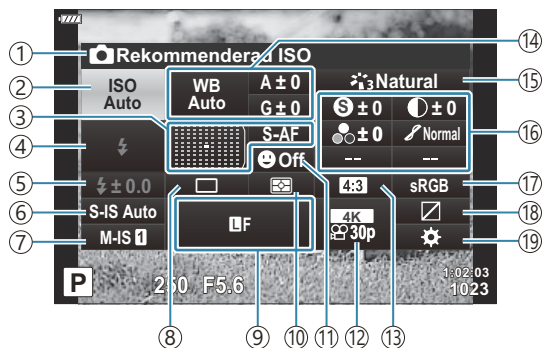 ① Rekommenderad ISO
② ISO Auto
WB Auto
A±0
G±0
⑭
3 Natural
⑮
③
S-AF
S±0
±0
±0
Normal
--
--
⑯
④
Off
⑤ ±0.0
4:3
sRGB
⑰
⑥ S-IS Auto
LF
4K
30p
⑱
⑦ M-IS 1
⑲
P
250 F5.6
1:02:03
1023
⑧
⑨
⑩
⑪
⑫
⑬